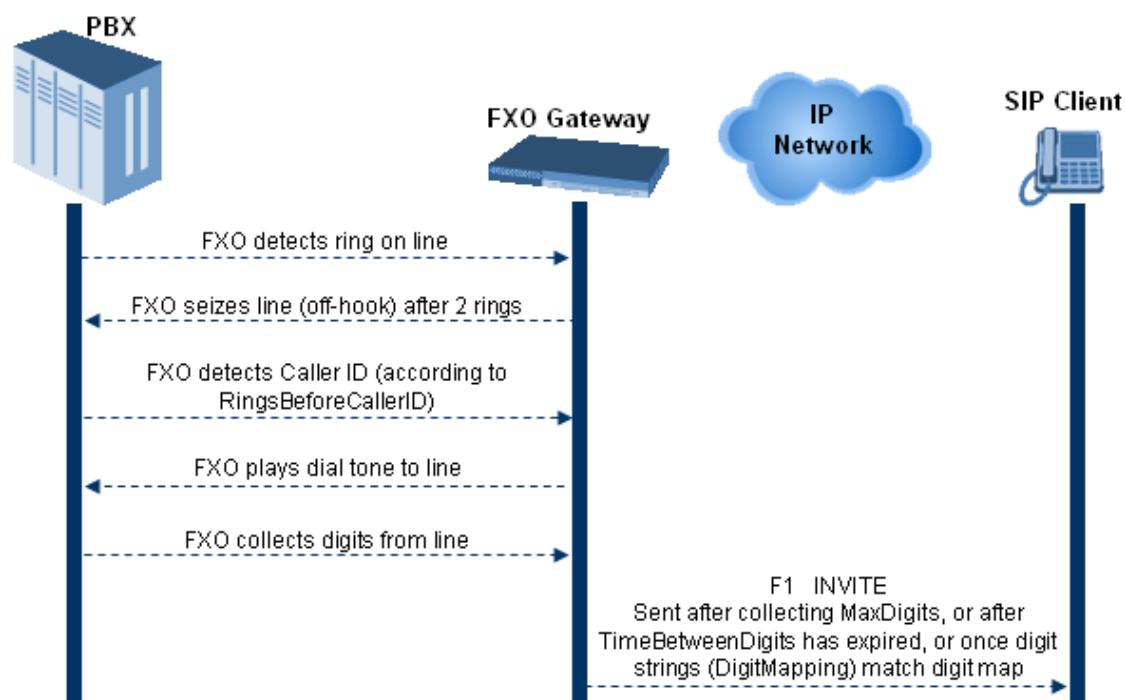 PBX
FXO Gateway
IP
Network
SIP Client
FXO detects ring on line
FXO seizes line (off-hook) after 2 rings
FXO detects Caller ID (according to
RingsBeforeCallerID)
FXO plays dial tone to line
FXO collects digits from line
F1 INVITE
Sent after collecting MaxDigits, or after
TimeBetweenDigits has expired, or once digit
strings (DigitMapping) match digit map